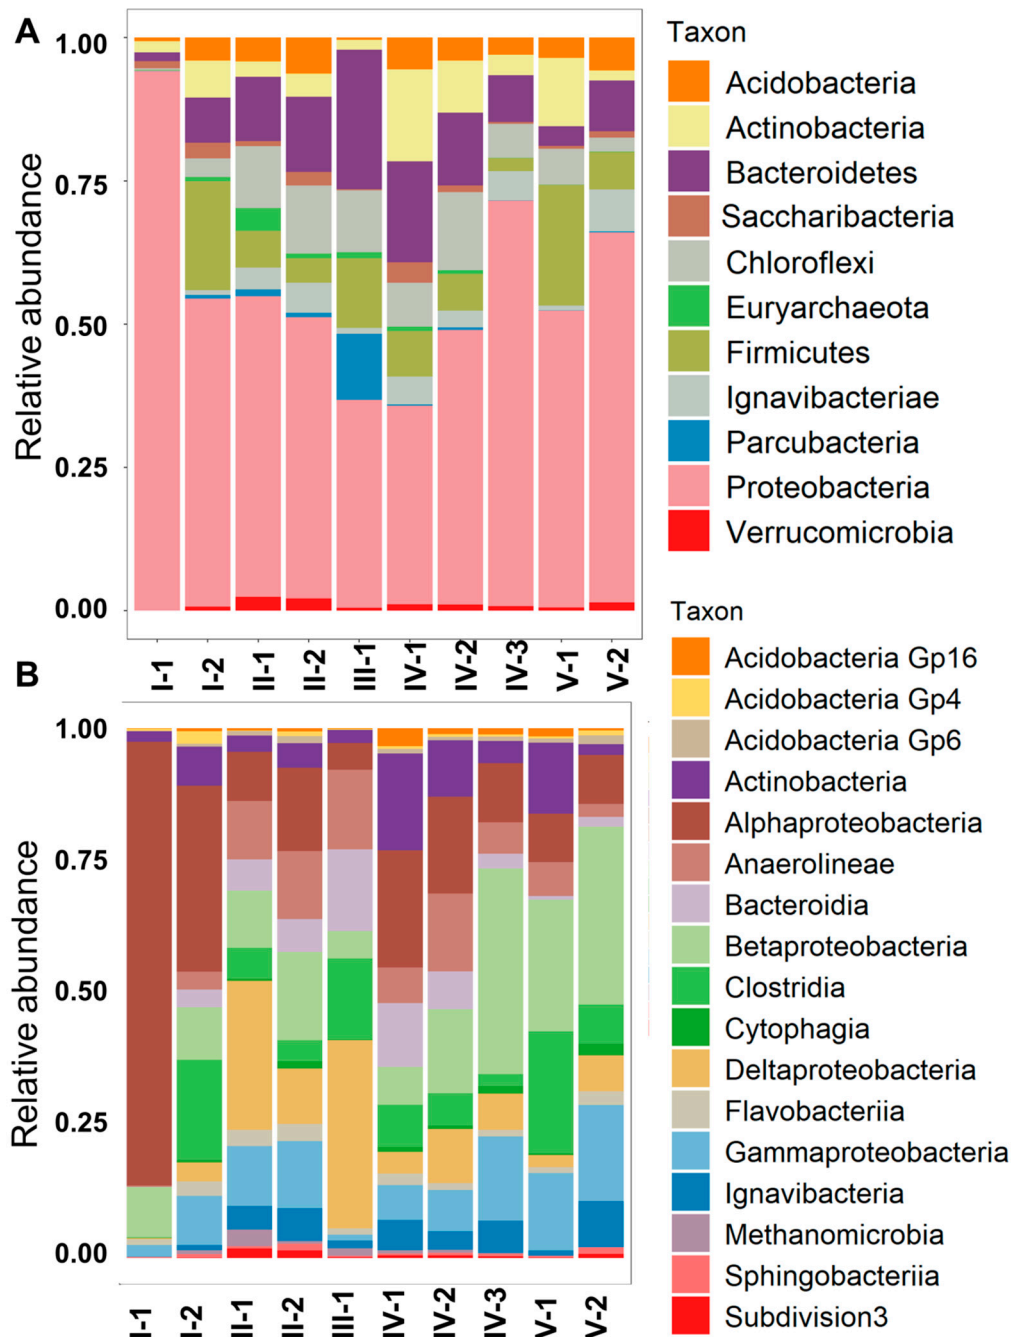 A
Relative abundance
1.00
0.75
0.50
0.25
0.00
I-1
I-2
II-1
II-2
III-1
IV-1
IV-2
IV-3
V-1
V-2
Taxon
Acidobacteria
Actinobacteria
Bacteroidetes
Saccharibacteria
Chloroflexi
Euryarchaeota
Firmicutes
Ignavibacteriae
Parcubacteria
Proteobacteria
Verrucomicrobia
B
Relative abundance
1.00
0.75
0.50
0.25
0.00
I-1
I-2
II-1
II-2
III-1
IV-1
IV-2
IV-3
V-1
V-2
Taxon
Acidobacteria Gp16
Acidobacteria Gp4
Acidobacteria Gp6
Actinobacteria
Alphaproteobacteria
Anaerolineae
Bacteroidia
Betaproteobacteria
Clostridia
Cytophagia
Deltaproteobacteria
Flavobacteriia
Gammaproteobacteria
Ignavibacteria
Methanomicrobia
Sphingobacteriia
Subdivision3